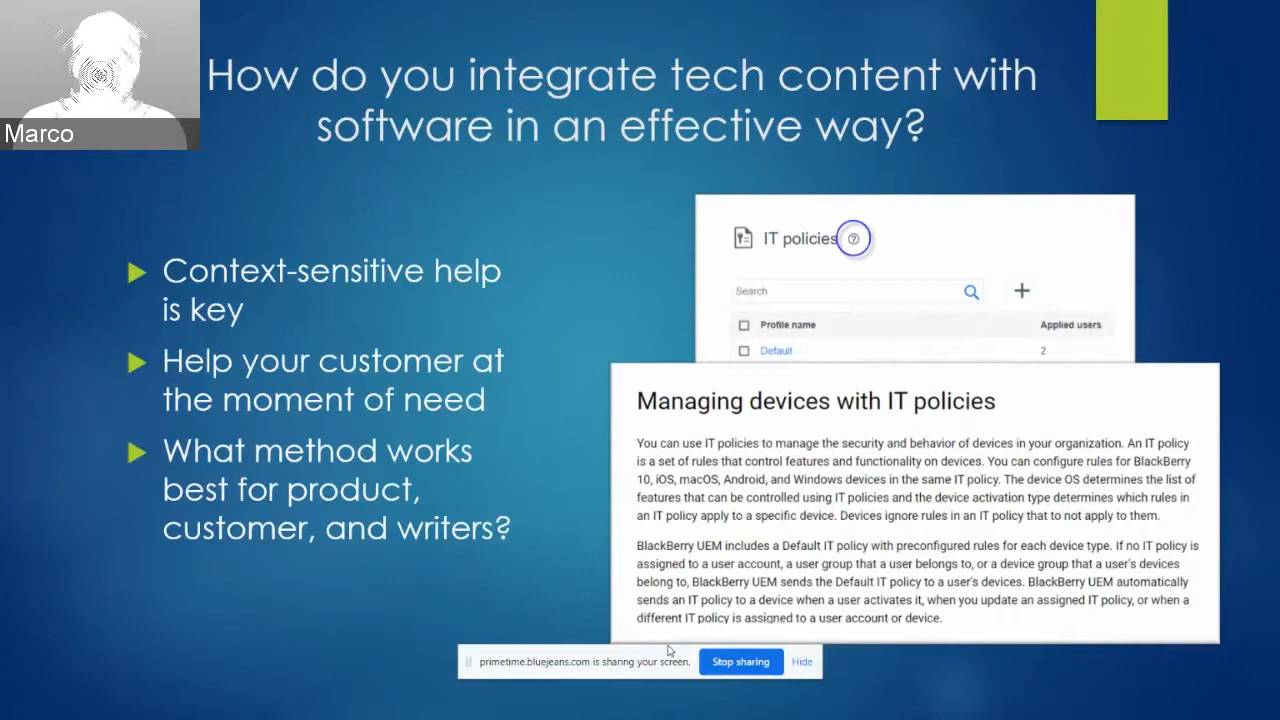 Marco
How do you integrate tech content with
software in an effective way?
Context-sensitive help
is key
Help your customer at
the moment of need
What method works
best for product,
customer, and writers?
IT policies ?
Search
Profile name Applied users
Default 2
Managing devices with IT policies
You can use IT policies to manage the security and behavior of devices in your organization. An IT policy
is a set of rules that control features and functionality on devices. You can configure rules for BlackBerry
10, iOS, macOS, Android, and Windows devices in the same IT policy. The device OS determines the list of
features that can be controlled using IT policies and the device activation type determines which rules in
an IT policy apply to a specific device. Devices ignore rules in an IT policy that to not apply to them.
BlackBerry UEM includes a Default IT policy with preconfigured rules for each device type. If no IT policy is
assigned to a user account, a user group that a user belongs to, or a device group that a user's devices
belong to, BlackBerry UEM sends the Default IT policy to a user's devices. BlackBerry UEM automatically
sends an IT policy to a device when a user activates it, when you update an assigned IT policy, or when a
different IT policy is assigned to a user account or device.
primetime.bluejeans.com is sharing your screen. Stop sharing Hide